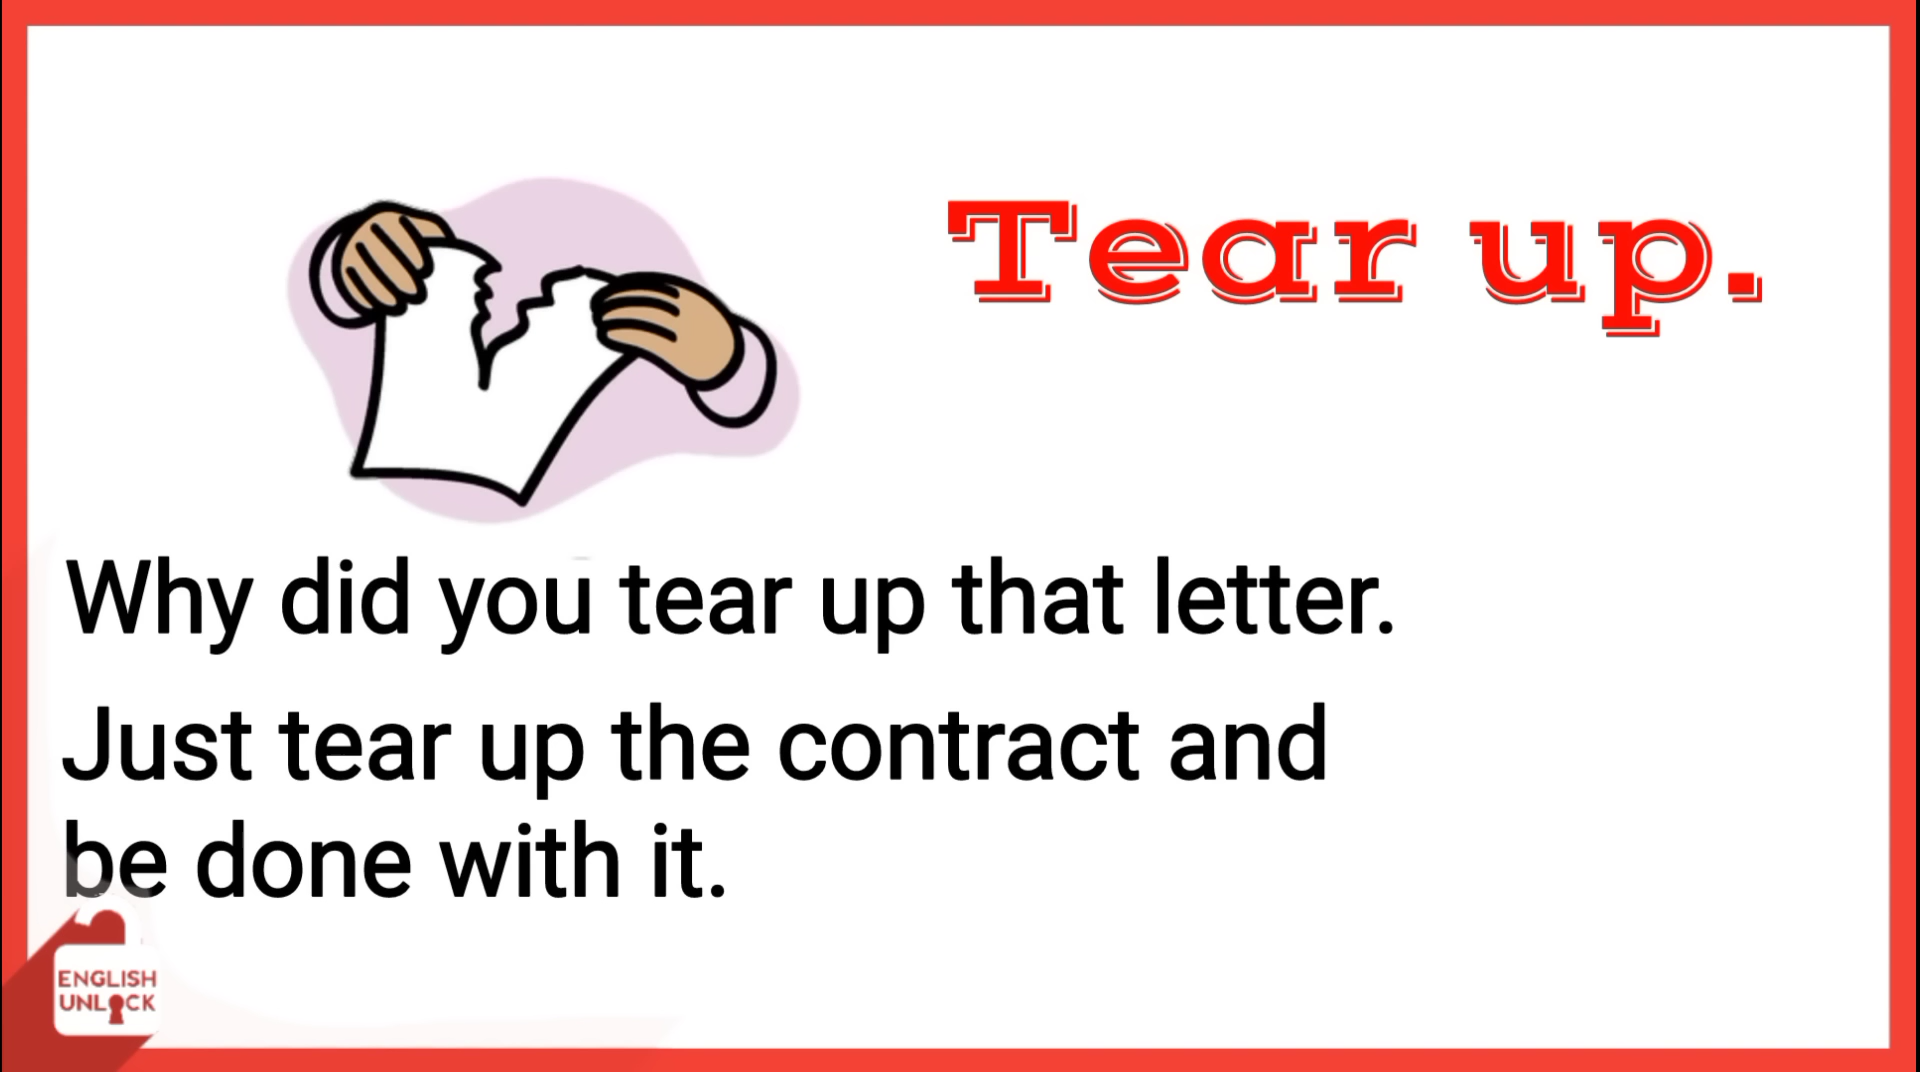 Tear up.
Why did you tear up that letter.
Just tear up the contract and
be done with it.
ENGLISH
UNLOCK